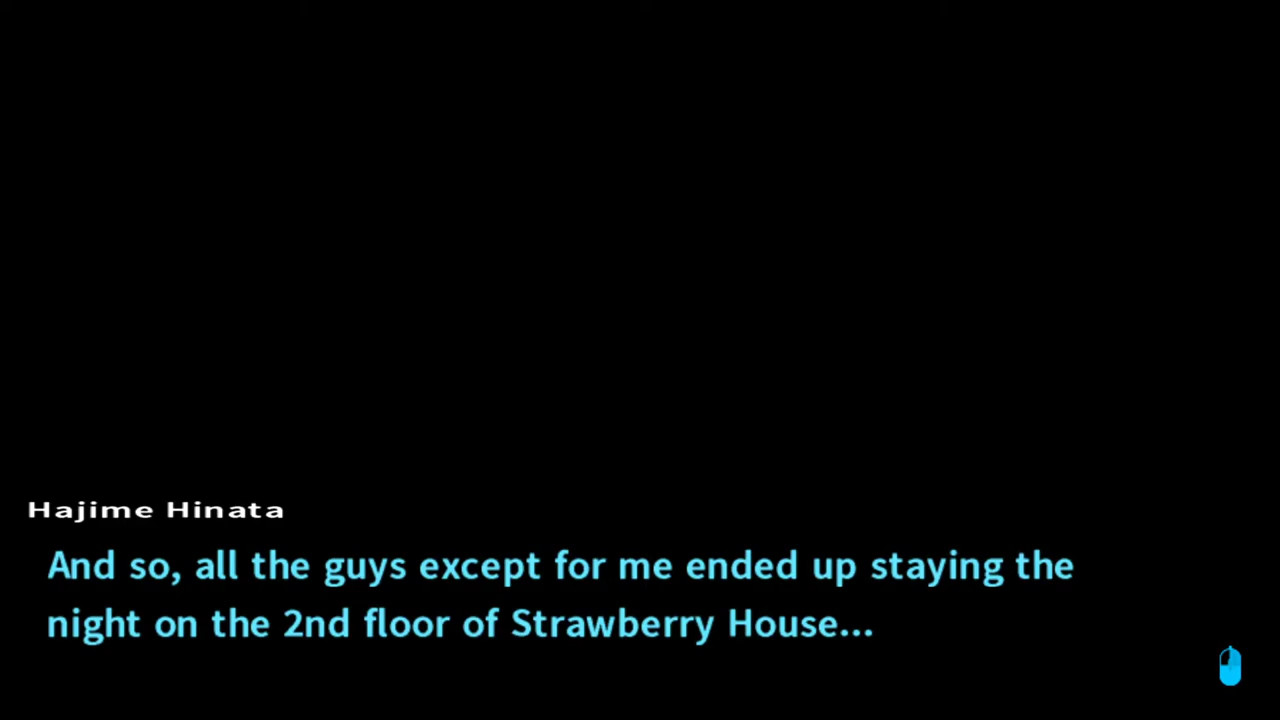 Hajime Hinata
And so, all the guys except for me ended up staying the
night on the 2nd floor of Strawberry House...